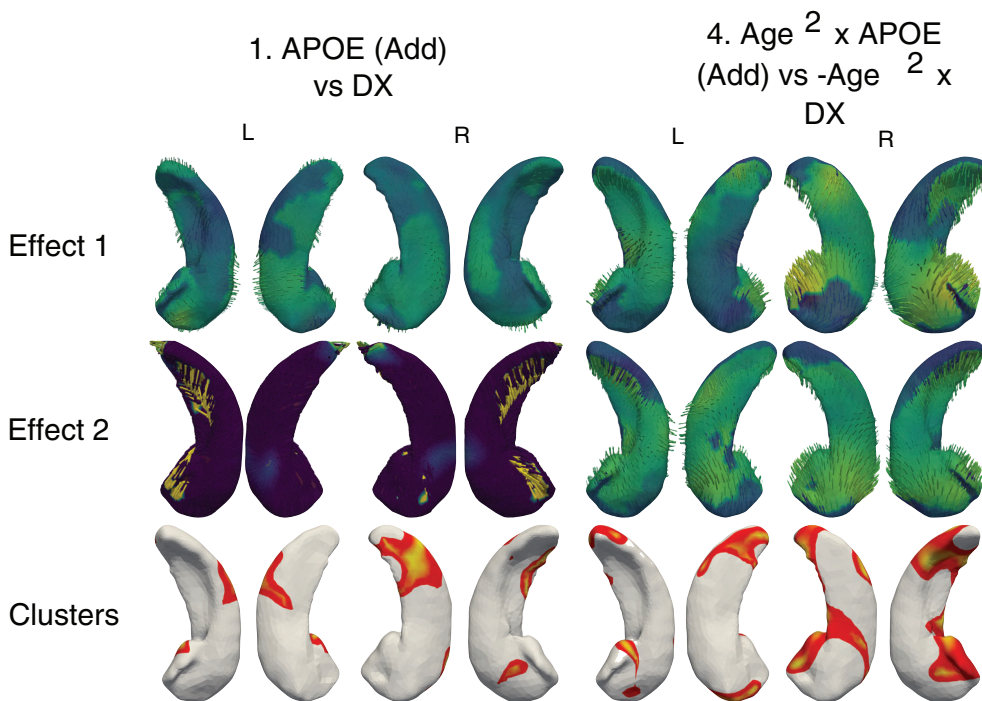 1. APOE (Add)
vs DX
4. Age 2 x APOE
(Add) vs -Age 2 x
DX
L
R
L
R
Effect 1
Effect 2
Clusters